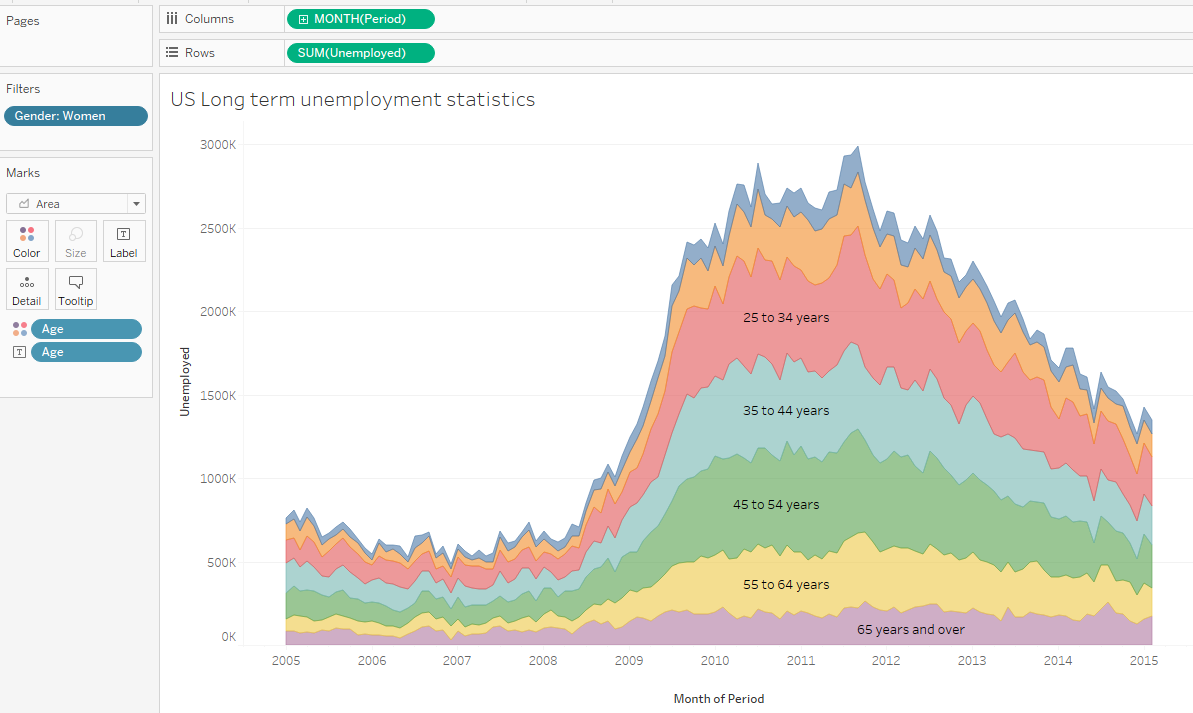 Pages
Columns
MONTH(Period)
Rows
SUM(Unemployed)
Filters
Gender: Women
Marks
Area
Color
Size
Label
Detail
Tooltip
Age
Age
US Long term unemployment statistics
3000K
2500K
2000K
1500K
1000K
500K
0K
Unemployed
25 to 34 years
35 to 44 years
45 to 54 years
55 to 64 years
65 years and over
2005 2006 2007 2008 2009 2010 2011 2012 2013 2014 2015
Month of Period